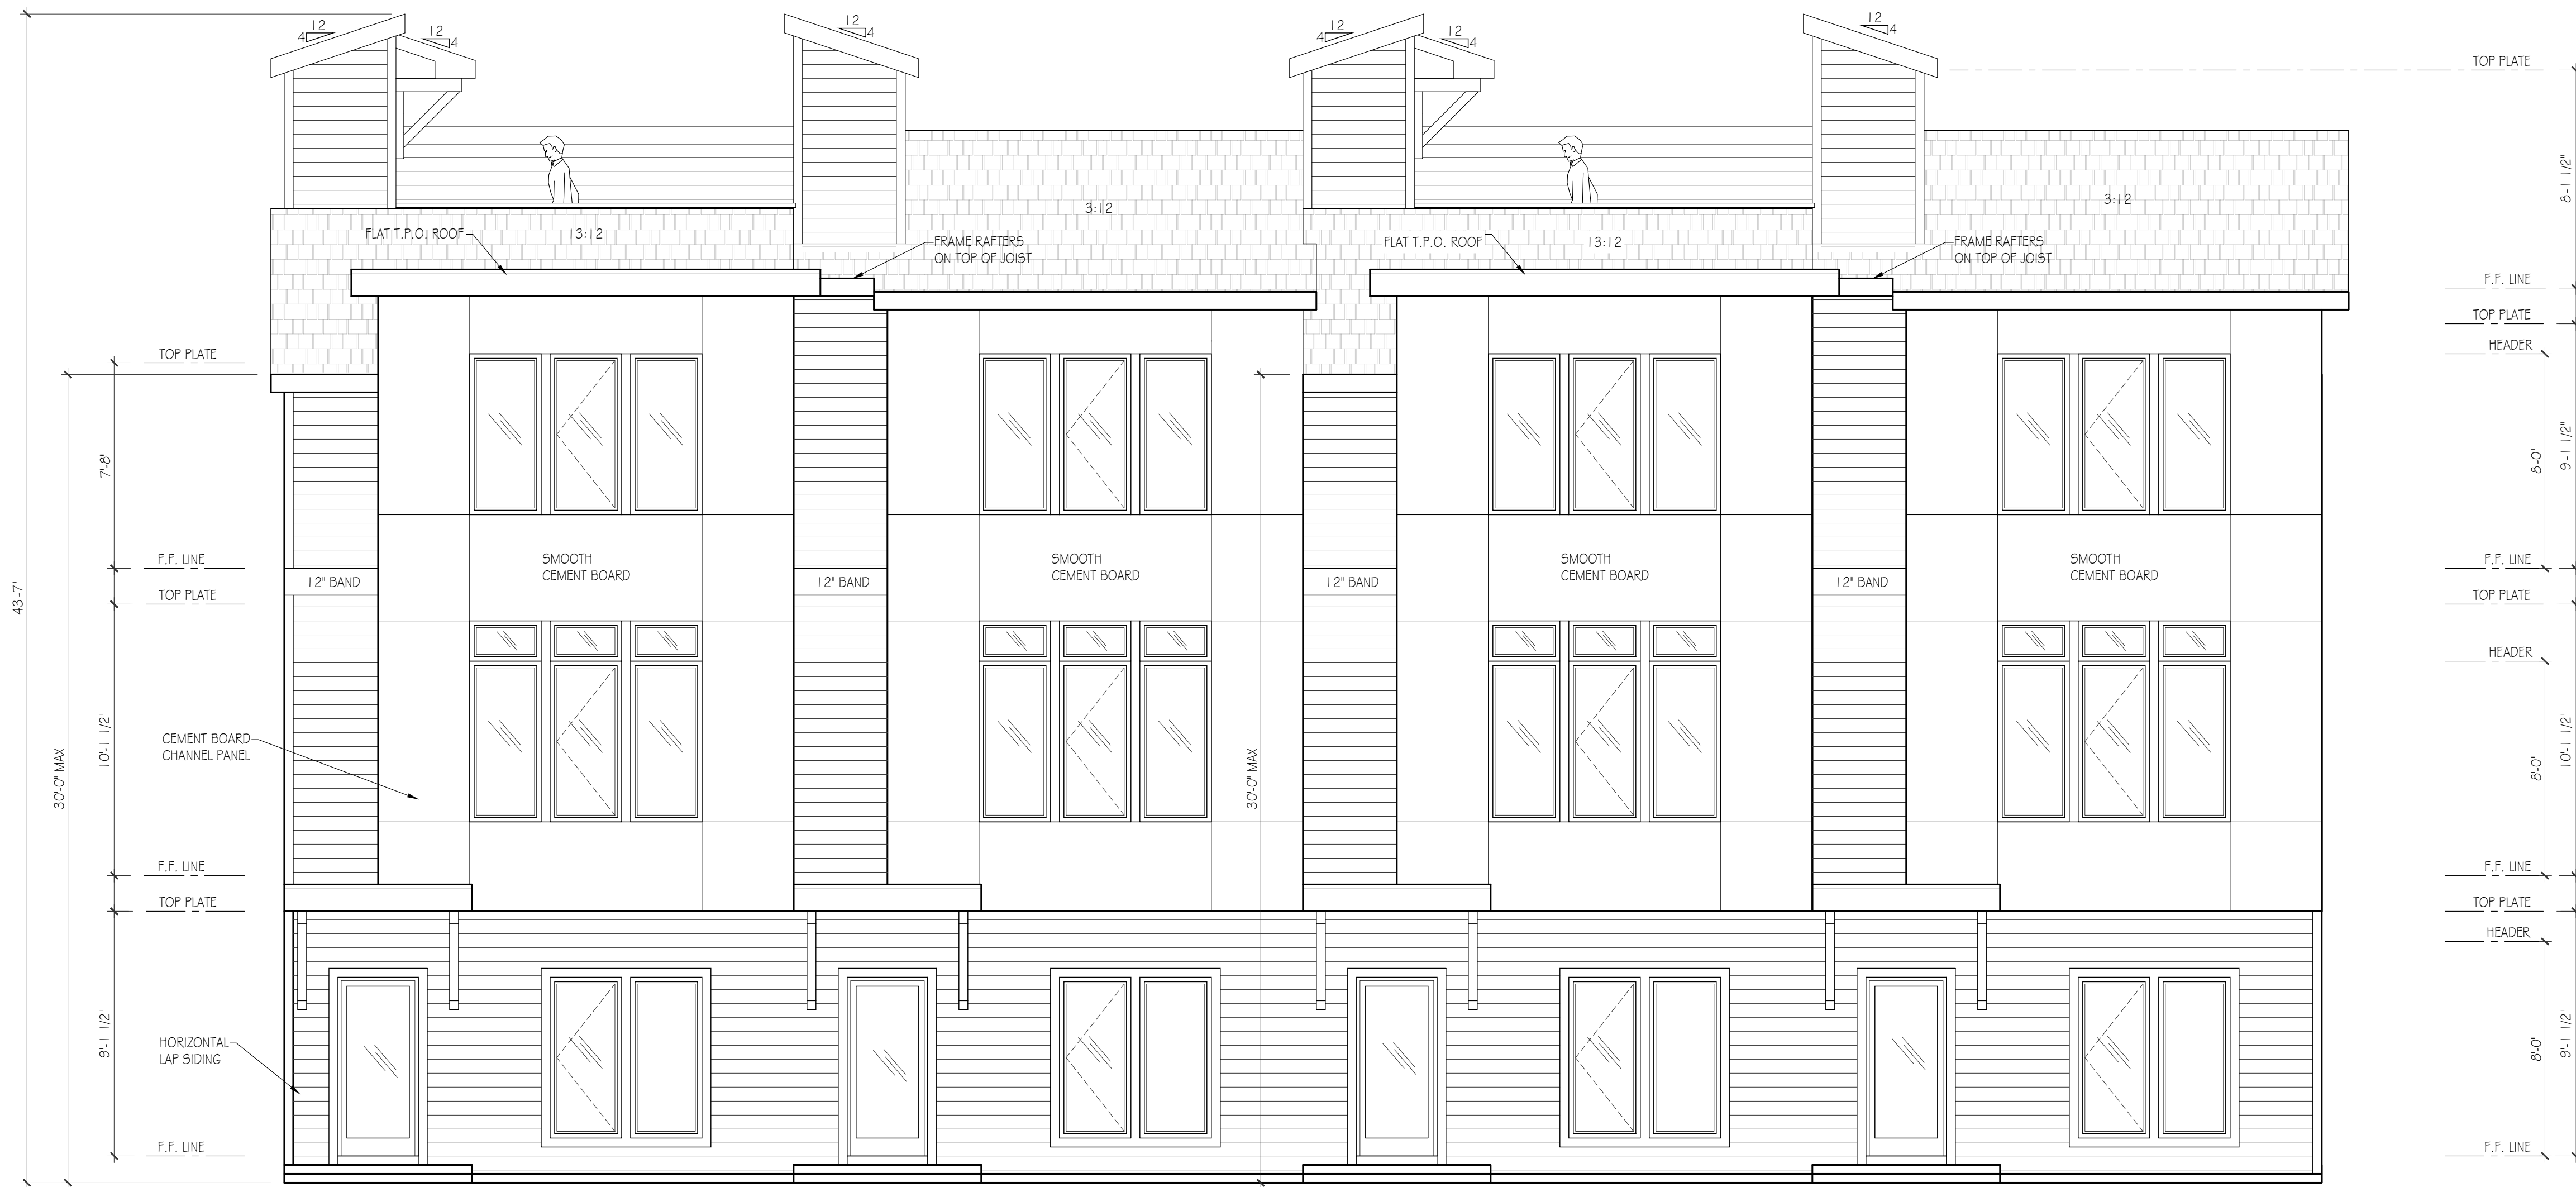 12
4
12
4
12
4
12
4
12
4
12
4
TOP PLATE
8'-1 1/2"
3:12
3:12
FLAT T.P.O. ROOF
13:12
FRAME RAFTERS
ON TOP OF JOIST
FLAT T.P.O. ROOF
13:12
FRAME RAFTERS
ON TOP OF JOIST
F.F. LINE
TOP PLATE
HEADER
TOP PLATE
7'-8"
8'-0"
9'-1 1/2"
43'-7"
F.F. LINE
SMOOTH
CEMENT BOARD
SMOOTH
CEMENT BOARD
SMOOTH
CEMENT BOARD
SMOOTH
CEMENT BOARD
F.F. LINE
12" BAND
12" BAND
12" BAND
12" BAND
TOP PLATE
TOP PLATE
HEADER
30'-0" MAX
10'-1 1/2"
CEMENT BOARD
CHANNEL PANEL
30'-0" MAX
8'-0"
10'-1 1/2"
F.F. LINE
F.F. LINE
TOP PLATE
TOP PLATE
HEADER
9'-1 1/2"
HORIZONTAL
LAP SIDING
8'-0"
9'-1 1/2"
F.F. LINE
F.F. LINE